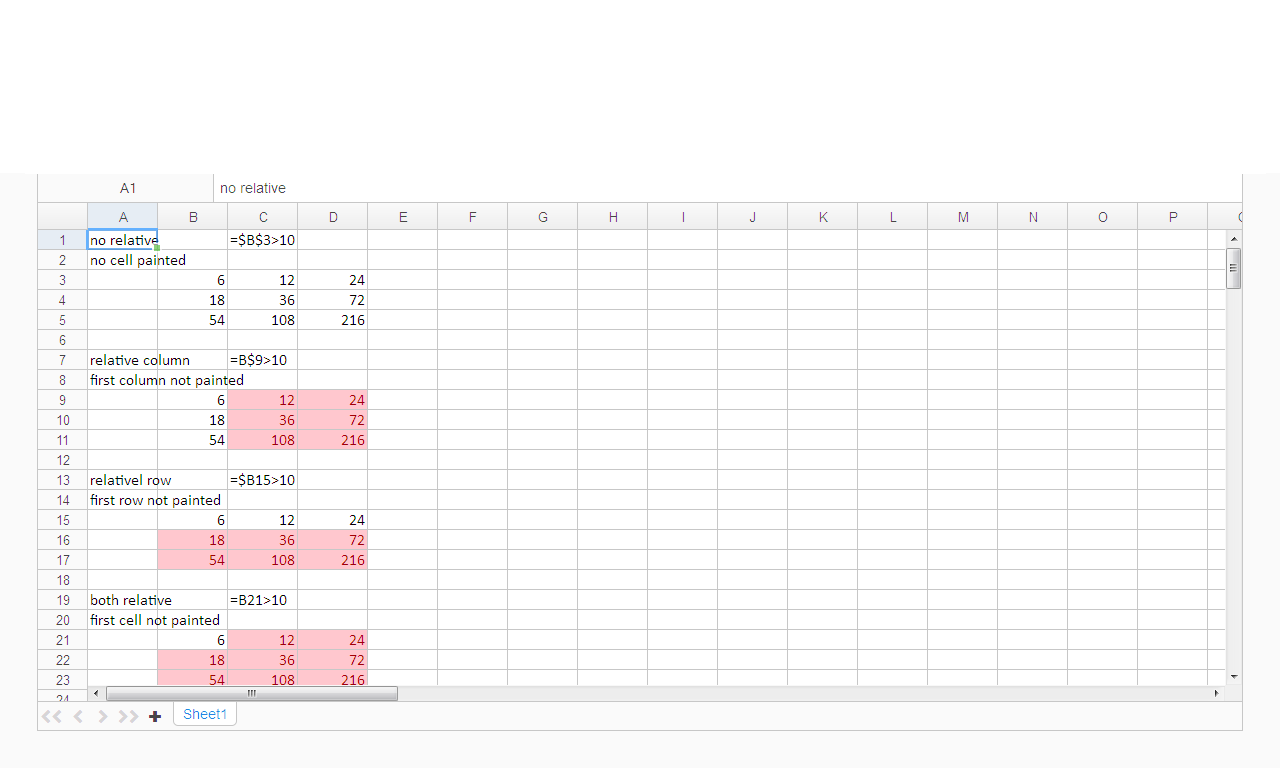 A1 no relative
A B C D E F G H I J K L M N O P
1 no relative =$B$3>10
2 no cell painted
3 6 12 24
4 18 36 72
5 54 108 216
6
7 relative column =B$9>10
8 first column not painted
9 6 12 24
10 18 36 72
11 54 108 216
12
13 relativel row =$B15>10
14 first row not painted
15 6 12 24
16 18 36 72
17 54 108 216
18
19 both relative =B21>10
20 first cell not painted
21 6 12 24
22 18 36 72
23 54 108 216
24
Sheet1